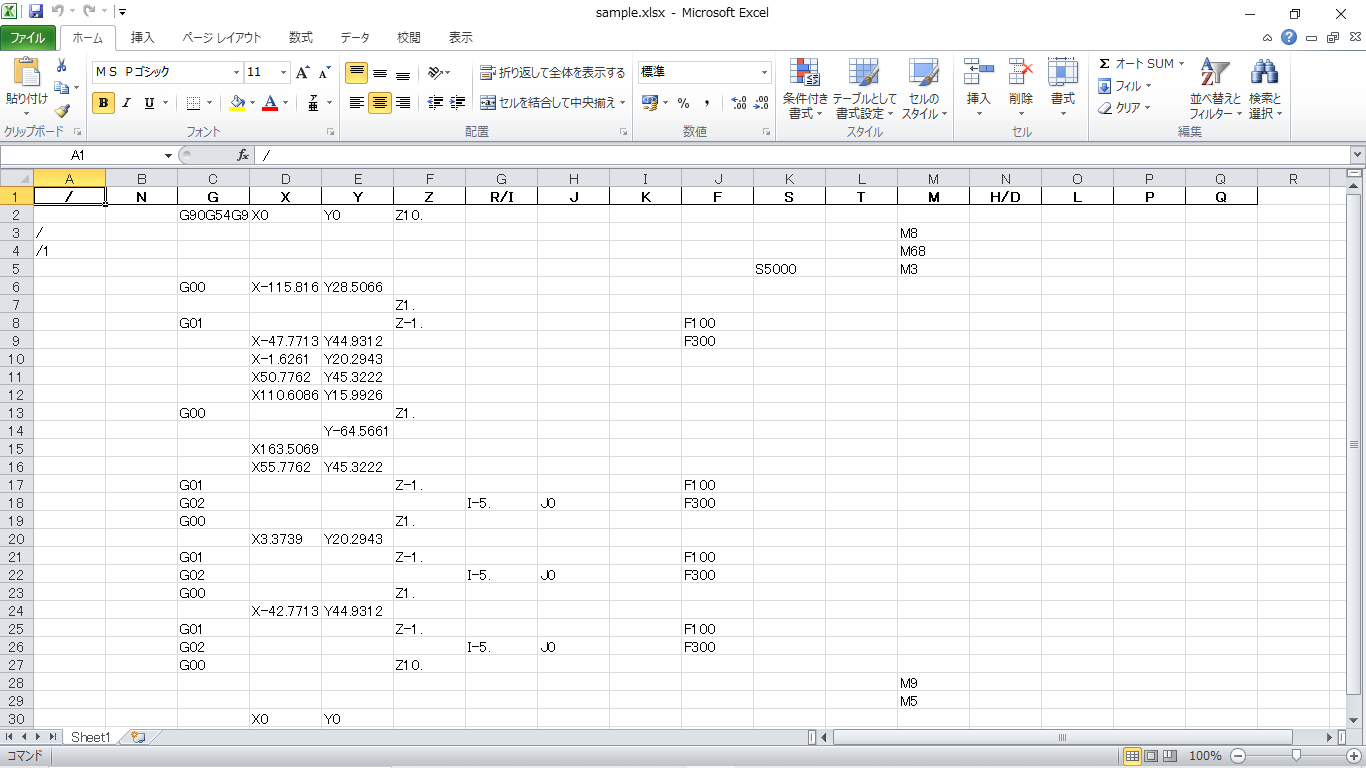 sample.xlsx - Microsoft Excel
ファイル ホーム 挿入 ページ レイアウト 数式 データ 校閲 表示
貼り付け
クリップボード
ＭＳ Ｐゴシック 11
B I U
フォント
折り返して全体を表示する
セルを結合して中央揃え
配置
標準
% ,
数値
条件付き書式 テーブルとして書式設定 セルのスタイル
スタイル
挿入 削除 書式
セル
Σ オート SUM
フィル
クリア
並べ替えとフィルター 検索と選択
編集
A1 fx /
A B C D E F G H I J K L M N O P Q R
1 / N G X Y Z R/I J K F S T M H/D L P Q
2 G90G54G9 X0 Y0 Z10.
3 / M8
4 /1 M68
5 S5000 M3
6 G00 X-115.816 Y28.5066
7 Z1.
8 G01 Z-1. F100
9 X-47.7713 Y44.9312 F300
10 X-1.6261 Y20.2943
11 X50.7762 Y45.3222
12 X110.6086 Y15.9926
13 G00 Z1.
14 Y-64.5661
15 X163.5069
16 X55.7762 Y45.3222
17 G01 Z-1. F100
18 G02 I-5. J0 F300
19 G00 Z1.
20 X3.3739 Y20.2943
21 G01 Z-1. F100
22 G02 I-5. J0 F300
23 G00 Z1.
24 X-42.7713 Y44.9312
25 G01 Z-1. F100
26 G02 I-5. J0 F300
27 G00 Z10.
28 M9
29 M5
30 X0 Y0
Sheet1
コマンド 100%